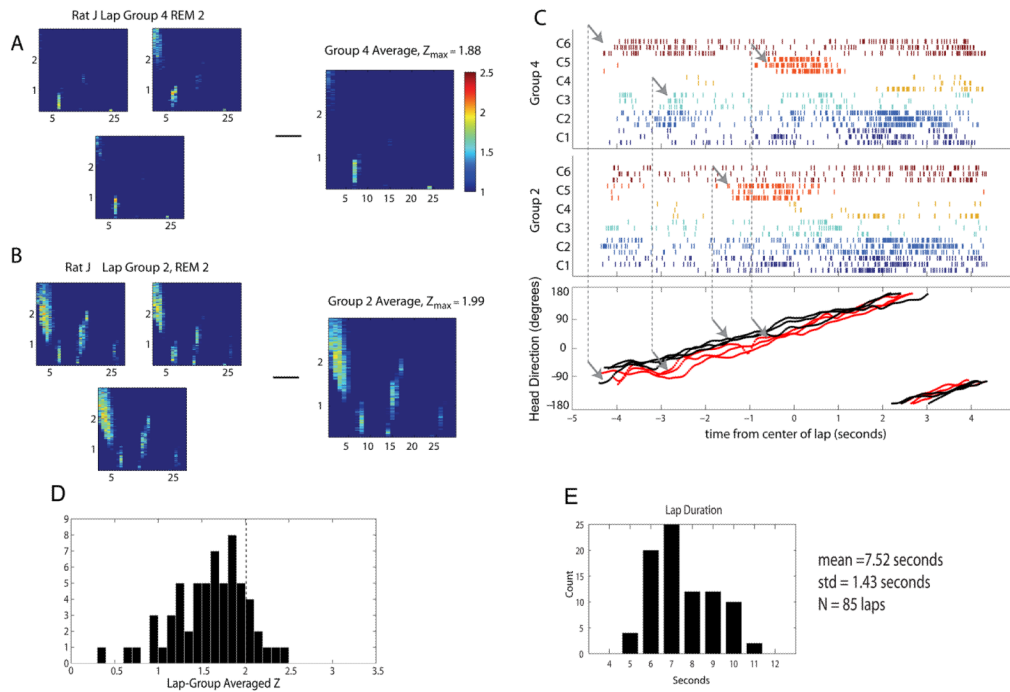 A
Rat J Lap Group 4 REM 2
2
1
5 25
5 25
2
1
5 25
Group 4 Average, Zmax = 1.88
3
2
1
5 10 15 20 25
2.5
2
1.5
1
B
Rat J Lap Group 2, REM 2
2
1
5 25
5 25
2
1
5 25
Group 2 Average, Zmax = 1.99
3
2
1
5 10 15 20 25
C
Group 4
C6
C5
C4
C3
C2
C1
Group 2
C6
C5
C4
C3
C2
C1
Head Direction (degrees)
180
90
0
−90
−180
−5 −4 −3 −2 −1 0 1 2 3 4
time from center of lap (seconds)
D
9
8
7
6
5
4
3
2
1
0
0 0.5 1 1.5 2 2.5 3 3.5
Lap-Group Averaged Z
E
Lap Duration
Count
25
20
15
10
5
0
4 5 6 7 8 9 10 11 12
Seconds
mean =7.52 seconds
std = 1.43 seconds
N = 85 laps